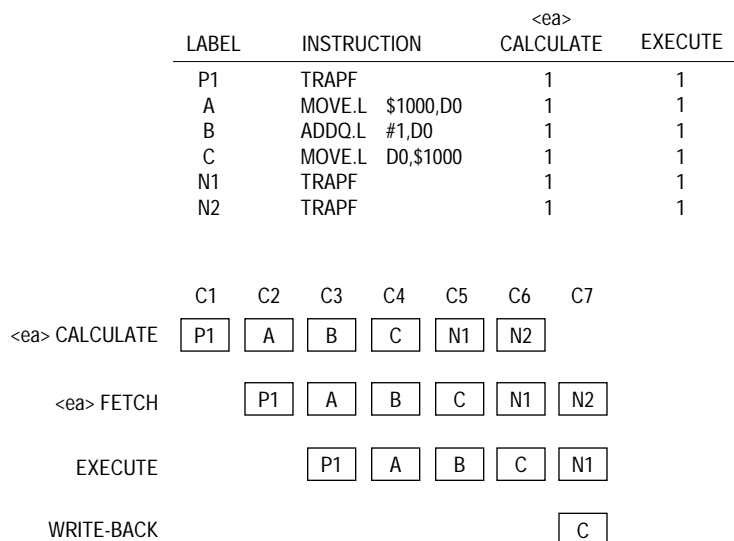 <ea>
LABEL INSTRUCTION CALCULATE EXECUTE
P1 TRAPF 1 1
A MOVE.L $1000,D0 1 1
B ADDQ.L #1,D0 1 1
C MOVE.L D0,$1000 1 1
N1 TRAPF 1 1
N2 TRAPF 1 1
C1 C2 C3 C4 C5 C6 C7
<ea> CALCULATE P1 A B C N1 N2
<ea> FETCH P1 A B C N1 N2
EXECUTE P1 A B C N1
WRITE-BACK C